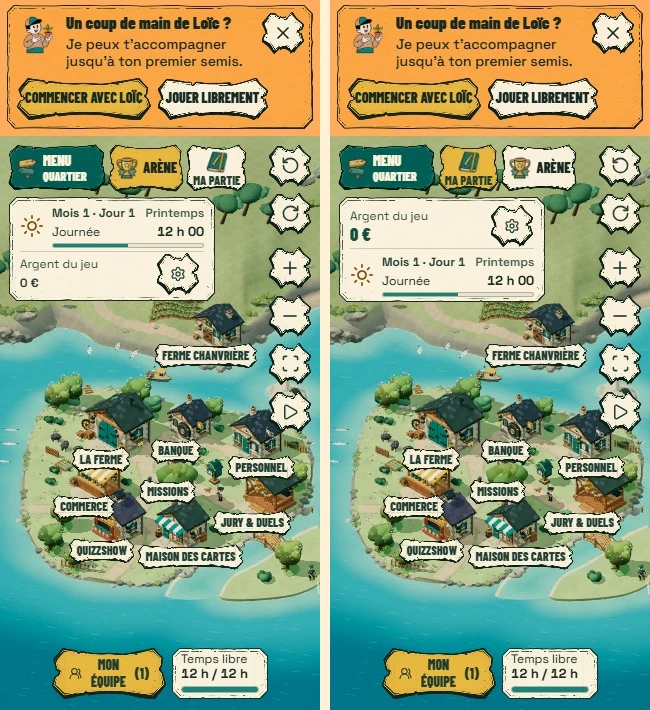 Un coup de main de Loïc ?
Je peux t'accompagner
jusqu'à ton premier semis.
COMMENCER AVEC LOÏC
JOUER LIBREMENT
MENU
QUARTIER
ARÈNE
MA PARTIE
Mois 1 · Jour 1 Printemps
Journée 12 h 00
Argent du jeu
0 €
FERME CHANVRIÈRE
BANQUE
LA FERME
PERSONNEL
MISSIONS
COMMERCE
JURY & DUELS
QUIZZSHOW
MAISON DES CARTES
MON
ÉQUIPE (1)
Temps libre
12 h / 12 h
Un coup de main de Loïc ?
Je peux t'accompagner
jusqu'à ton premier semis.
COMMENCER AVEC LOÏC
JOUER LIBREMENT
MENU
QUARTIER
MA PARTIE
ARÈNE
Argent du jeu
0 €
Mois 1 · Jour 1 Printemps
Journée 12 h 00
FERME CHANVRIÈRE
BANQUE
LA FERME
PERSONNEL
MISSIONS
COMMERCE
JURY & DUELS
QUIZZSHOW
MAISON DES CARTES
MON
ÉQUIPE (1)
Temps libre
12 h / 12 h